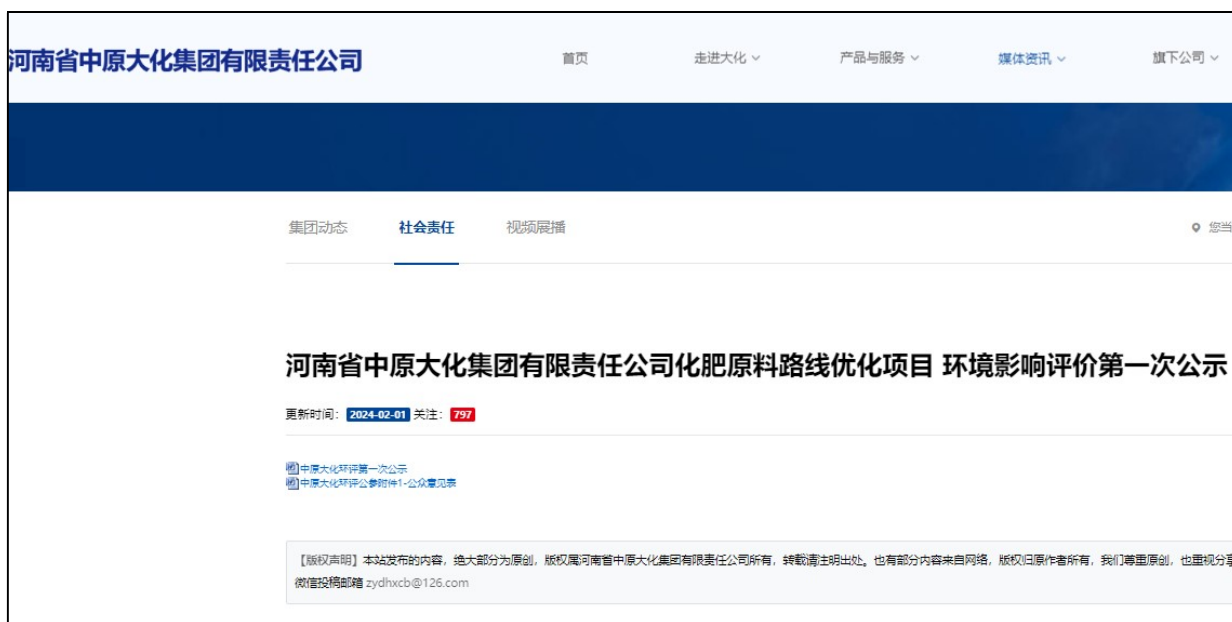 河南省中原大化集团有限责任公司 首页 走进大化 产品与服务 媒体资讯 旗下公司
集团动态 社会责任 视频展播 您当
河南省中原大化集团有限责任公司化肥原料路线优化项目 环境影响评价第一次公示
更新时间： 2024-02-01 关注： 797
中原大化环评第一次公示
中原大化环评公参附件1-公众意见表
【版权声明】本站发布的内容，绝大部分为原创，版权属河南省中原大化集团有限责任公司所有，转载请注明出处。也有部分内容来自网络，版权归原作者所有，我们尊重原创，也重视分享
微信投稿邮箱 zydhxcb@126.com